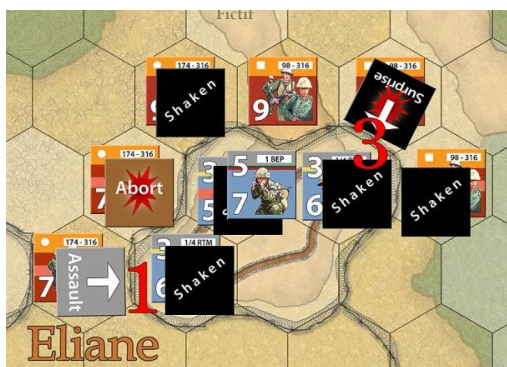 Fictif
174 - 316
98 - 316
98 - 316
Shaken
9
Surprise
3
174 - 316
Abort
7
3
5
5
7
1 BEP
3
6
Shaken
98 - 316
Shaken
174 - 316
7
Assault
1
3
6
1/4 RTM
Shaken
Eliane